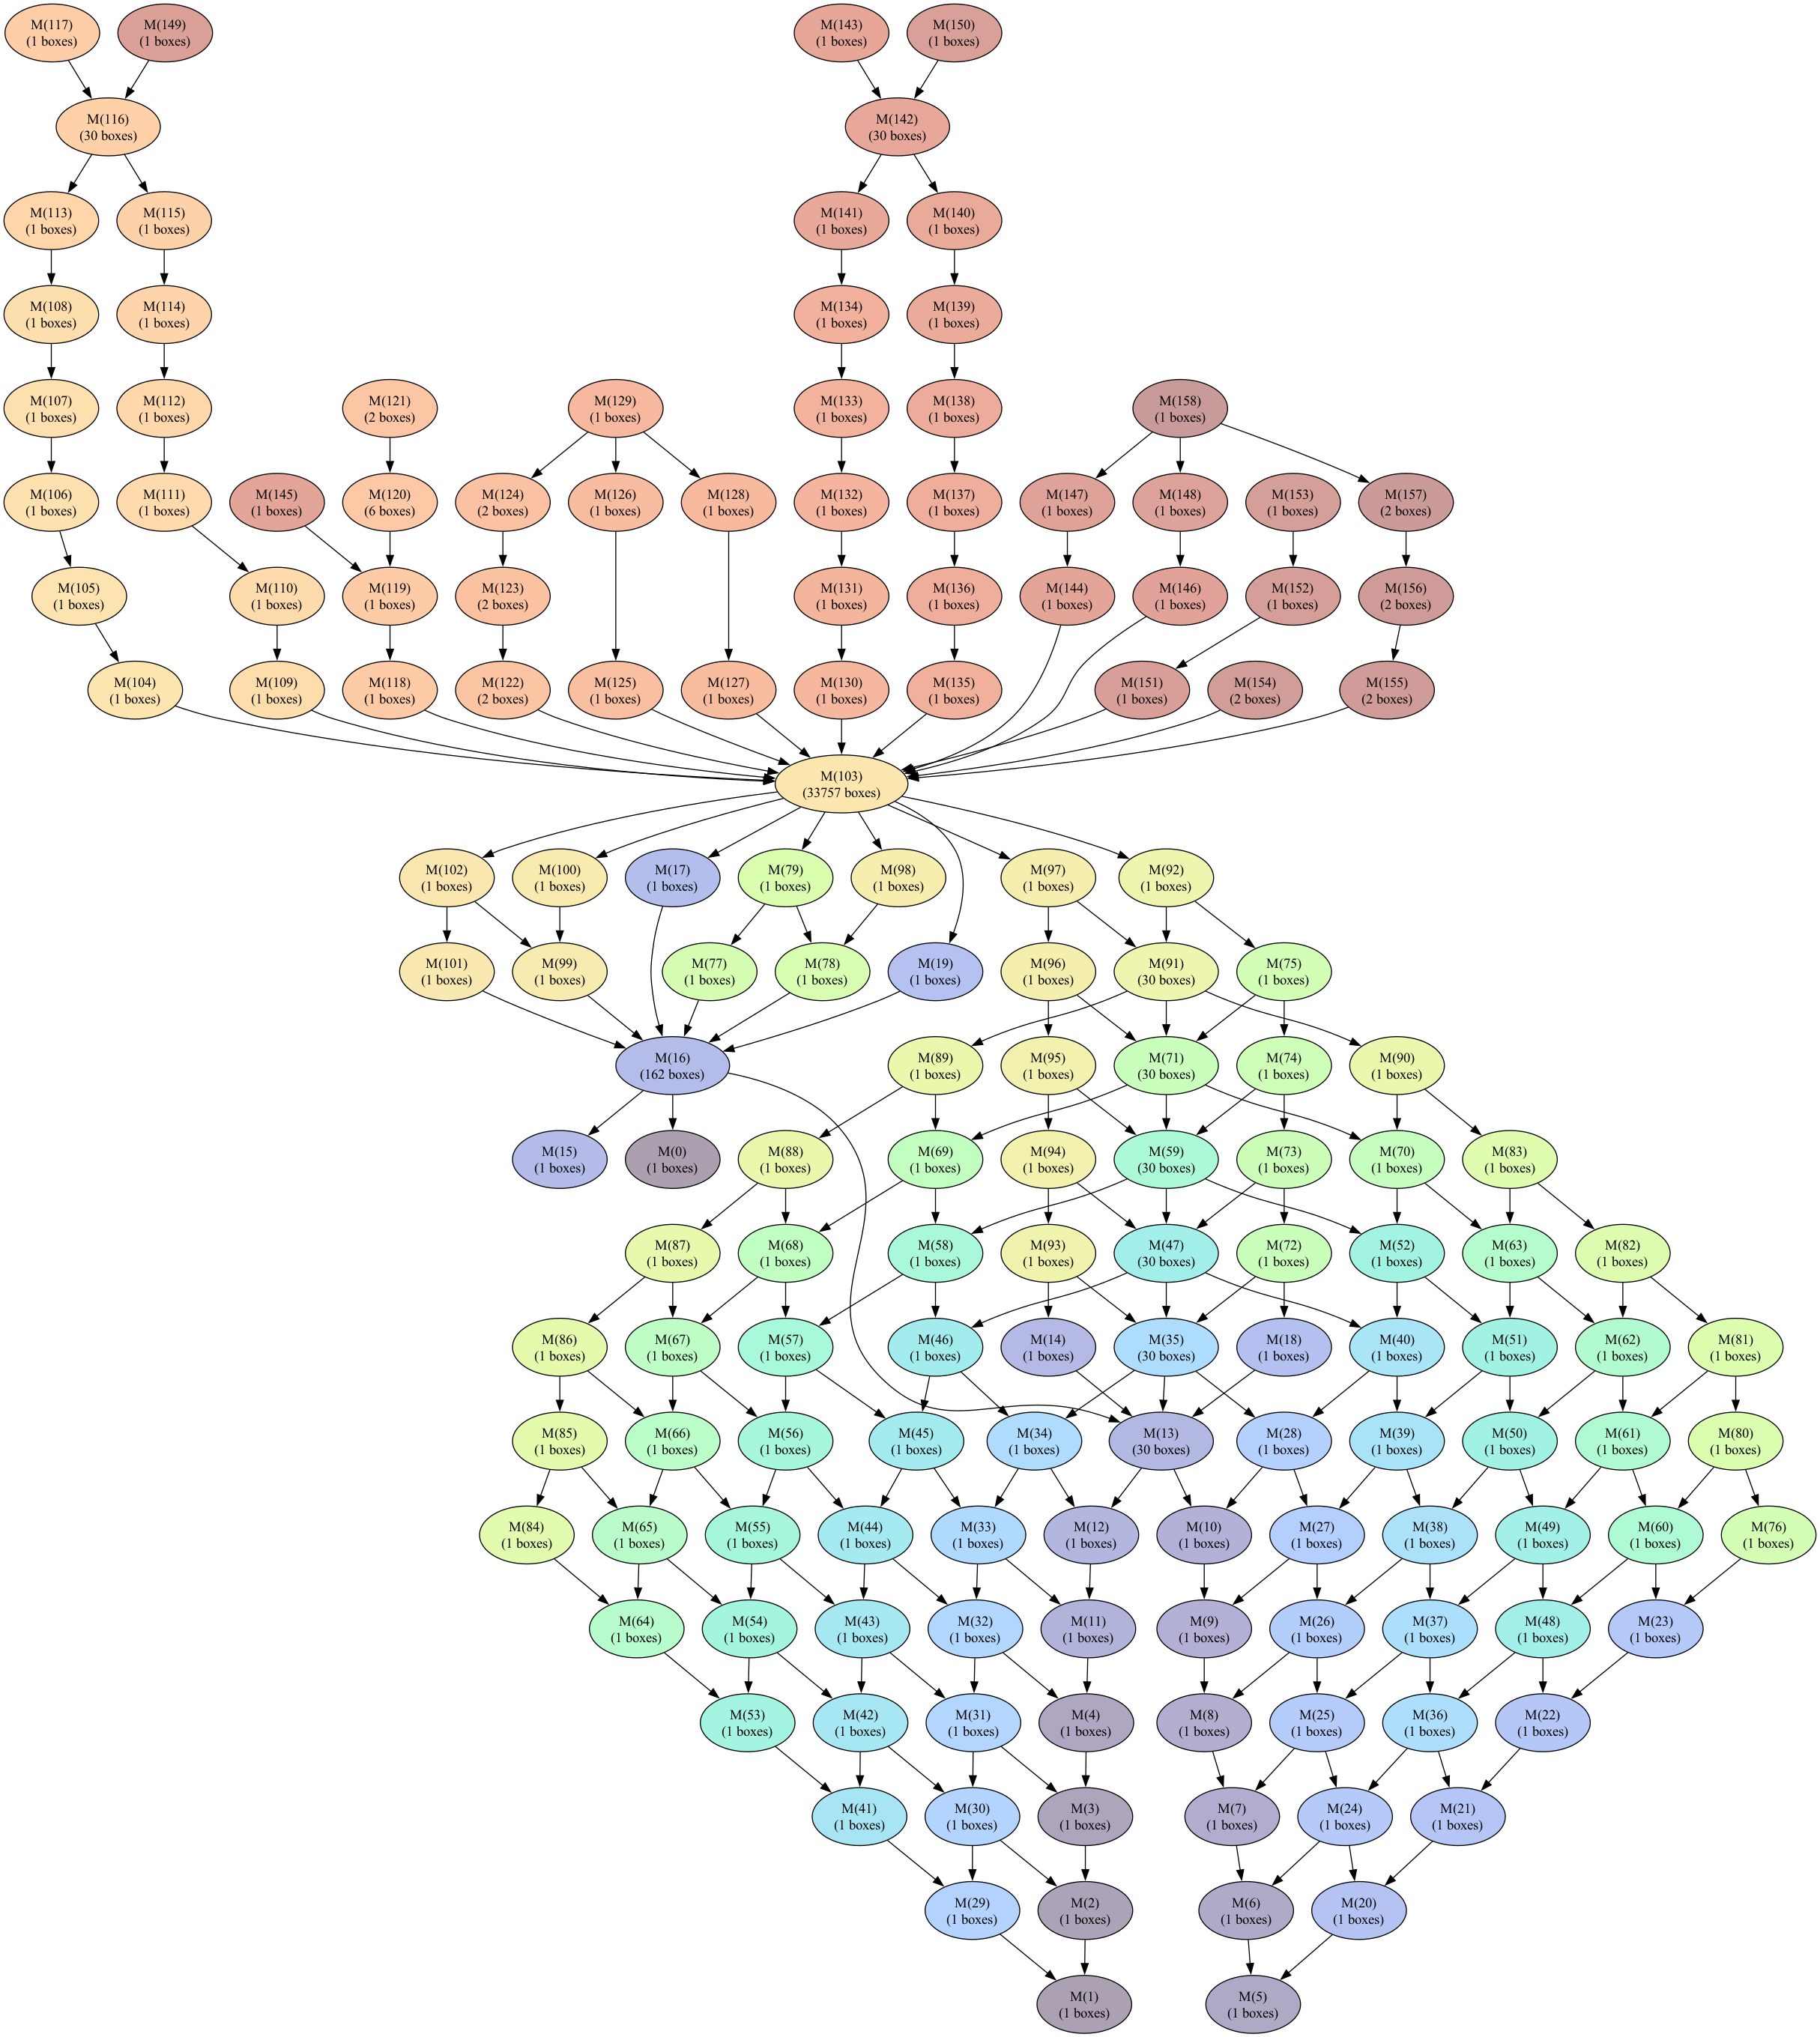 M(117)
(1 boxes)
M(149)
(1 boxes)
M(143)
(1 boxes)
M(150)
(1 boxes)
M(116)
(30 boxes)
M(142)
(30 boxes)
M(113)
(1 boxes)
M(115)
(1 boxes)
M(141)
(1 boxes)
M(140)
(1 boxes)
M(108)
(1 boxes)
M(114)
(1 boxes)
M(134)
(1 boxes)
M(139)
(1 boxes)
M(107)
(1 boxes)
M(112)
(1 boxes)
M(121)
(2 boxes)
M(129)
(1 boxes)
M(133)
(1 boxes)
M(138)
(1 boxes)
M(158)
(1 boxes)
M(106)
(1 boxes)
M(111)
(1 boxes)
M(145)
(1 boxes)
M(120)
(6 boxes)
M(124)
(2 boxes)
M(126)
(1 boxes)
M(128)
(1 boxes)
M(132)
(1 boxes)
M(137)
(1 boxes)
M(147)
(1 boxes)
M(148)
(1 boxes)
M(153)
(1 boxes)
M(157)
(2 boxes)
M(105)
(1 boxes)
M(110)
(1 boxes)
M(119)
(1 boxes)
M(123)
(2 boxes)
M(131)
(1 boxes)
M(136)
(1 boxes)
M(144)
(1 boxes)
M(146)
(1 boxes)
M(152)
(1 boxes)
M(156)
(2 boxes)
M(104)
(1 boxes)
M(109)
(1 boxes)
M(118)
(1 boxes)
M(122)
(2 boxes)
M(125)
(1 boxes)
M(127)
(1 boxes)
M(130)
(1 boxes)
M(135)
(1 boxes)
M(151)
(1 boxes)
M(154)
(2 boxes)
M(155)
(2 boxes)
M(103)
(33757 boxes)
M(102)
(1 boxes)
M(100)
(1 boxes)
M(17)
(1 boxes)
M(79)
(1 boxes)
M(98)
(1 boxes)
M(97)
(1 boxes)
M(92)
(1 boxes)
M(101)
(1 boxes)
M(99)
(1 boxes)
M(77)
(1 boxes)
M(78)
(1 boxes)
M(19)
(1 boxes)
M(96)
(1 boxes)
M(91)
(30 boxes)
M(75)
(1 boxes)
M(16)
(162 boxes)
M(89)
(1 boxes)
M(95)
(1 boxes)
M(71)
(30 boxes)
M(74)
(1 boxes)
M(90)
(1 boxes)
M(15)
(1 boxes)
M(0)
(1 boxes)
M(88)
(1 boxes)
M(69)
(1 boxes)
M(94)
(1 boxes)
M(59)
(30 boxes)
M(73)
(1 boxes)
M(70)
(1 boxes)
M(83)
(1 boxes)
M(87)
(1 boxes)
M(68)
(1 boxes)
M(58)
(1 boxes)
M(93)
(1 boxes)
M(47)
(30 boxes)
M(72)
(1 boxes)
M(52)
(1 boxes)
M(63)
(1 boxes)
M(82)
(1 boxes)
M(86)
(1 boxes)
M(67)
(1 boxes)
M(57)
(1 boxes)
M(46)
(1 boxes)
M(14)
(1 boxes)
M(35)
(30 boxes)
M(18)
(1 boxes)
M(40)
(1 boxes)
M(51)
(1 boxes)
M(62)
(1 boxes)
M(81)
(1 boxes)
M(85)
(1 boxes)
M(66)
(1 boxes)
M(56)
(1 boxes)
M(45)
(1 boxes)
M(34)
(1 boxes)
M(13)
(30 boxes)
M(28)
(1 boxes)
M(39)
(1 boxes)
M(50)
(1 boxes)
M(61)
(1 boxes)
M(80)
(1 boxes)
M(84)
(1 boxes)
M(65)
(1 boxes)
M(55)
(1 boxes)
M(44)
(1 boxes)
M(33)
(1 boxes)
M(12)
(1 boxes)
M(10)
(1 boxes)
M(27)
(1 boxes)
M(38)
(1 boxes)
M(49)
(1 boxes)
M(60)
(1 boxes)
M(76)
(1 boxes)
M(64)
(1 boxes)
M(54)
(1 boxes)
M(43)
(1 boxes)
M(32)
(1 boxes)
M(11)
(1 boxes)
M(9)
(1 boxes)
M(26)
(1 boxes)
M(37)
(1 boxes)
M(48)
(1 boxes)
M(23)
(1 boxes)
M(53)
(1 boxes)
M(42)
(1 boxes)
M(31)
(1 boxes)
M(4)
(1 boxes)
M(8)
(1 boxes)
M(25)
(1 boxes)
M(36)
(1 boxes)
M(22)
(1 boxes)
M(41)
(1 boxes)
M(30)
(1 boxes)
M(3)
(1 boxes)
M(7)
(1 boxes)
M(24)
(1 boxes)
M(21)
(1 boxes)
M(29)
(1 boxes)
M(2)
(1 boxes)
M(6)
(1 boxes)
M(20)
(1 boxes)
M(1)
(1 boxes)
M(5)
(1 boxes)